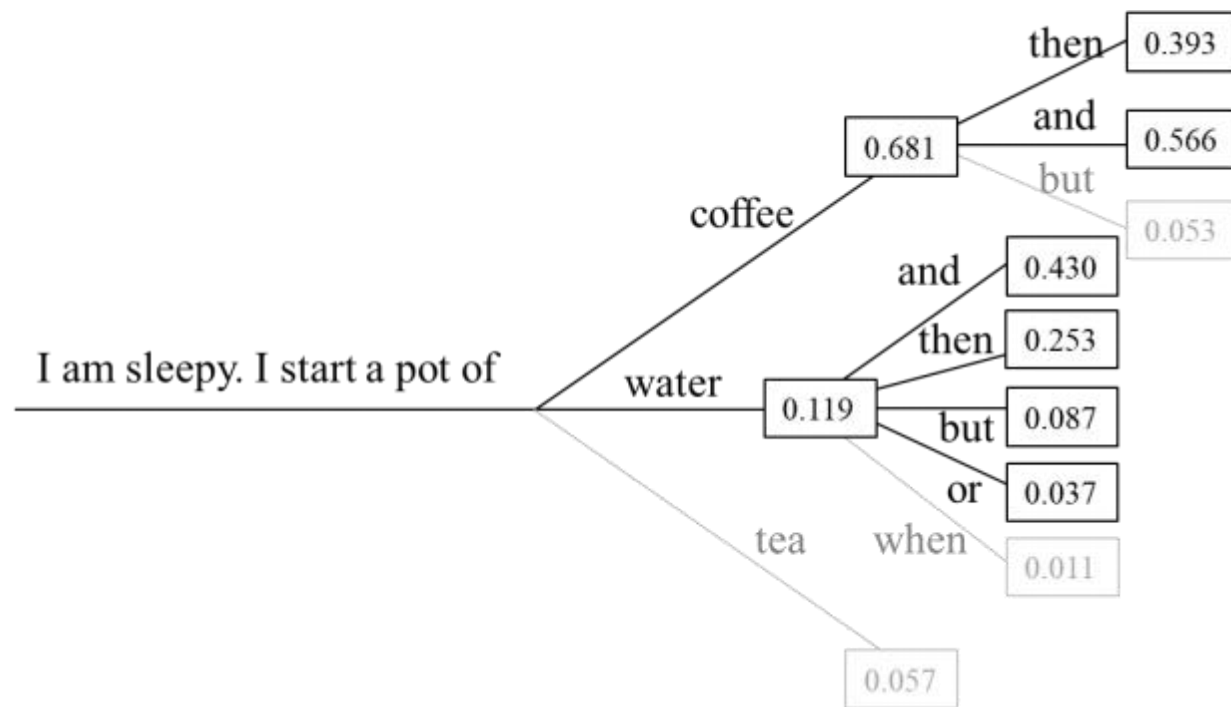 then 0.393
and 0.566
0.681
but
0.053
coffee
and 0.430
then 0.253
I am sleepy. I start a pot of
water 0.119
but 0.087
or 0.037
tea
when
0.011
0.057